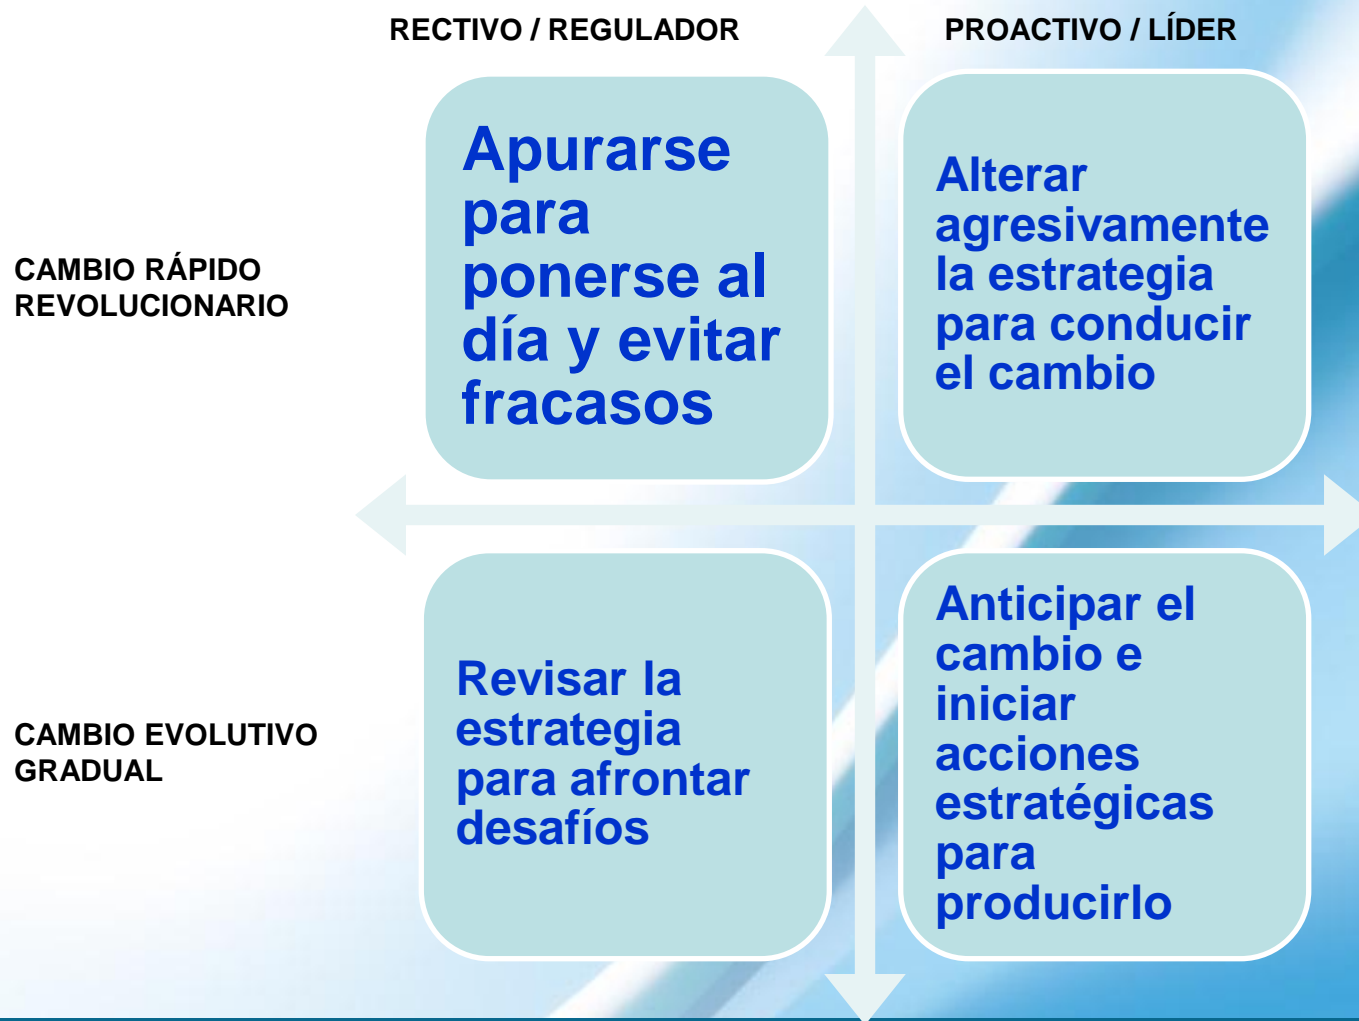 RECTIVO / REGULADOR
PROACTIVO / LÍDER
CAMBIO RÁPIDO
REVOLUCIONARIO
Apurarse
para
ponerse al
día y evitar
fracasos
Alterar
agresivamente
la estrategia
para conducir
el cambio
CAMBIO EVOLUTIVO
GRADUAL
Revisar la
estrategia
para afrontar
desafíos
Anticipar el
cambio e
iniciar
acciones
estratégicas
para
producirlo